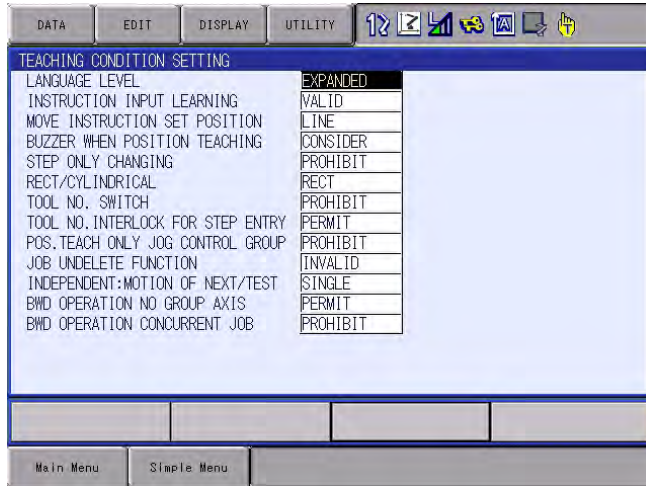 DATA EDIT DISPLAY UTILITY
TEACHING CONDITION SETTING
LANGUAGE LEVEL EXPANDED
INSTRUCTION INPUT LEARNING VALID
MOVE INSTRUCTION SET POSITION LINE
BUZZER WHEN POSITION TEACHING CONSIDER
STEP ONLY CHANGING PROHIBIT
RECT/CYLINDRICAL RECT
TOOL NO. SWITCH PROHIBIT
TOOL NO.INTERLOCK FOR STEP ENTRY PERMIT
POS.TEACH ONLY JOG CONTROL GROUP PROHIBIT
JOB UNDELETE FUNCTION INVALID
INDEPENDENT:MOTION OF NEXT/TEST SINGLE
BWD OPERATION NO GROUP AXIS PERMIT
BWD OPERATION CONCURRENT JOB PROHIBIT
Main Menu Simple Menu